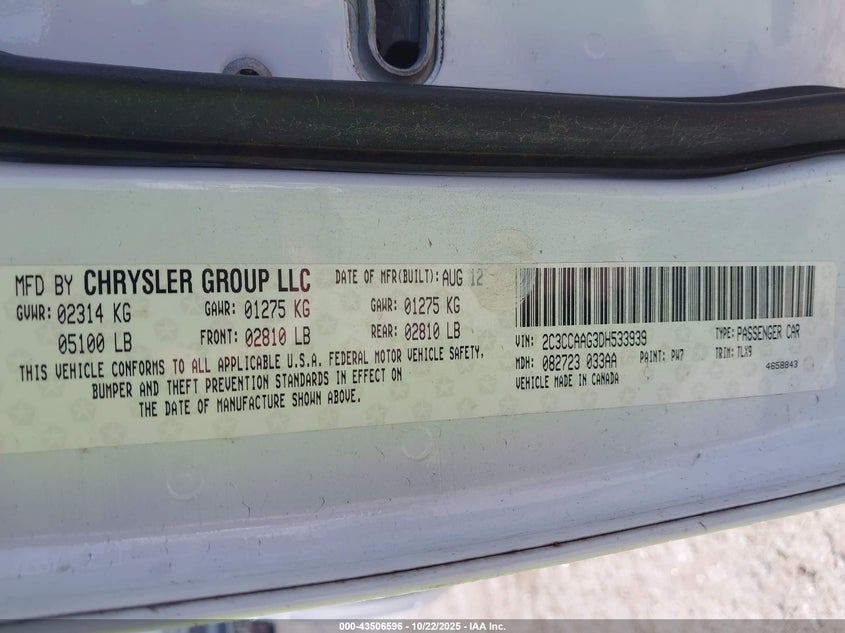 MFD BY CHRYSLER GROUP LLC DATE OF MFR(BUILT): AUG 12
GVWR: 02314 KG GAWR: 01275 KG GAWR: 01275 KG
05100 LB FRONT: 02810 LB REAR: 02810 LB
THIS VEHICLE CONFORMS TO ALL APPLICABLE U.S.A. FEDERAL MOTOR VEHICLE SAFETY,
BUMPER AND THEFT PREVENTION STANDARDS IN EFFECT ON
THE DATE OF MANUFACTURE SHOWN ABOVE.
VIN: 2C3CCAAG3DH533939 TYPE: PASSENGER CAR
MDH: 082723 033AA PAINT: PW7 TRIM: TLX9
VEHICLE MADE IN CANADA 4658843
000-43506596 - 10/22/2025 - IAA Inc.